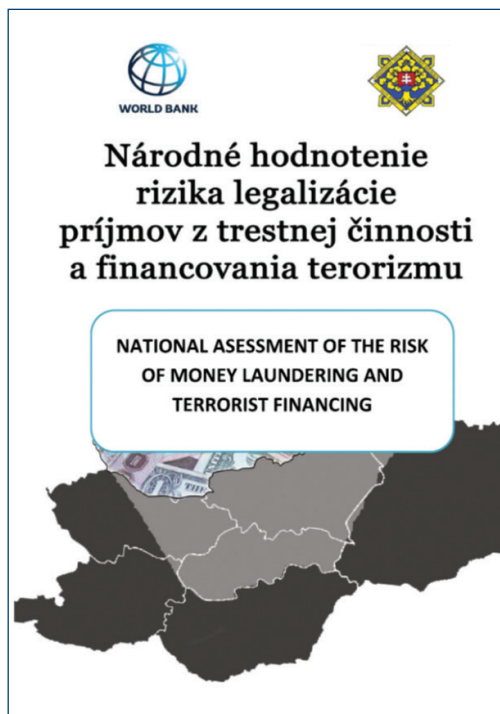 WORLD BANK
Národné hodnotenie
rizika legalizácie
príjmov z trestnej činnosti
a financovania terorizmu
NATIONAL ASESSMENT OF THE RISK
OF MONEY LAUNDERING AND
TERRORIST FINANCING